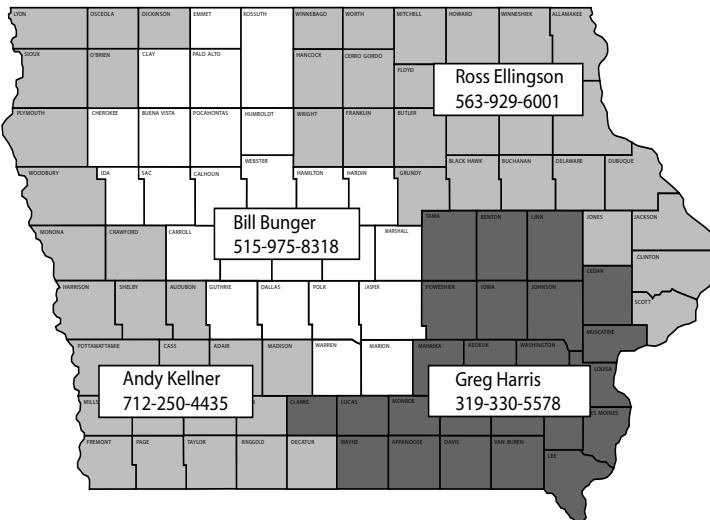 LYON OSCEOLA DICKINSON EMMET KOSSUTH WINNEBAGO WORTH MITCHELL HOWARD WINNESHIEK ALLAMAKEE
SIOUX O'BRIEN CLAY PALO ALTO HANCOCK CERRO GORDO
FLOYD
Ross Ellingson
563-929-6001
PLYMOUTH CHEROKEE BUENA VISTA POCAHONTAS HUMBOLDT WRIGHT FRANKLIN BUTLER
WEBSTER BLACK HAWK BUCHANAN DELAWARE DUBUQUE
WOODBURY IDA SAC CALHOUN HAMILTON HARDIN GRUNDY
Bill Bunger
515-975-8318
TAMA BENTON LINN JONES JACKSON
MONONA CRAWFORD CARROLL MARSHALL
CLINTON
CEDAR
HARRISON SHELBY AUDUBON GUTHRIE DALLAS POLK JASPER POWESHIEK IOWA JOHNSON
SCOTT
MUSCATINE
POTTAWATTAMIE CASS ADAIR MADISON WARREN MARION MAHASKA KEOKUK WASHINGTON
LOUISA
Andy Kellner
712-250-4435
Greg Harris
319-330-5578
MILLS CLARKE LUCAS MONROE ES MOINES
FREMONT PAGE TAYLOR RINGGOLD DECATUR WAYNE APPANOOSE DAVIS VAN BUREN
LEE